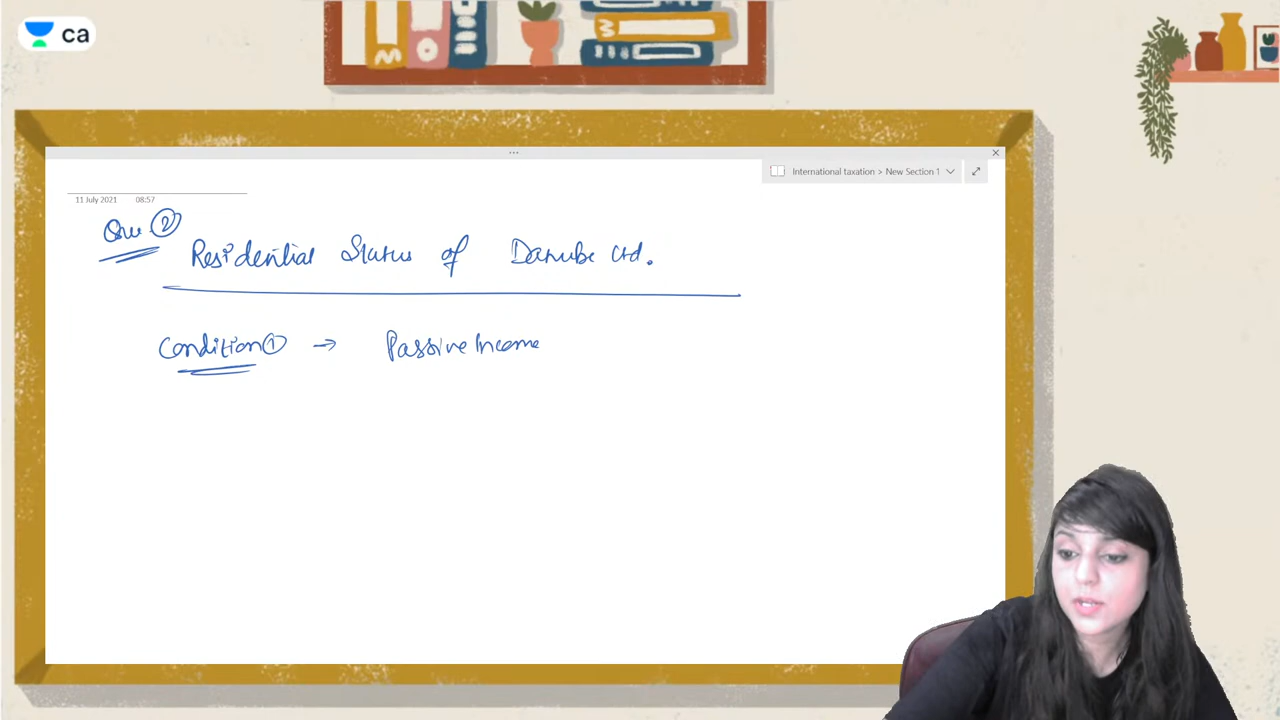 ca
International taxation > New Section 1
11 July 2021 08:57
Que ②
Residential Status of Danube Ltd.
Condition ① → Passive Income